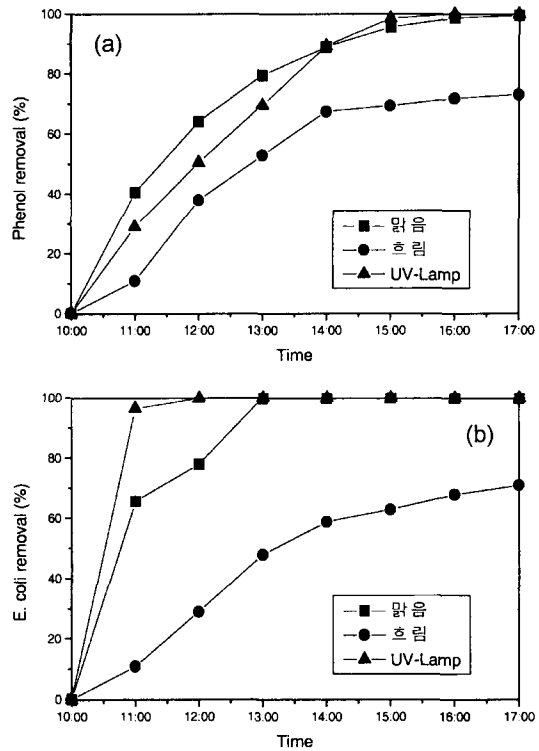 (a)
Phenol removal (%)
100
80
60
40
20
0
맑음
흐림
UV-Lamp
10:00 11:00 12:00 13:00 14:00 15:00 16:00 17:00
Time
(b)
E. coli removal (%)
100
80
60
40
20
0
맑음
흐림
UV-Lamp
10:00 11:00 12:00 13:00 14:00 15:00 16:00 17:00
Time